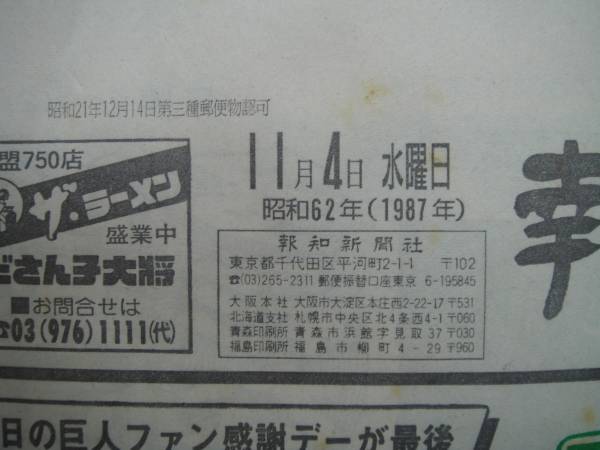 昭和21年12月14日第三種郵便物認可
盟750店
ザ・ラーメン
盛業中
どさん子大将
■お問合せは
☎03(976)1111(代)
11月4日 水曜日
昭和62年(1987年)
報知新聞社
東京都千代田区平河町2-1-1 〒102
☎(03)265-2311 郵便振替口座東京 6-195845
大阪本社 大阪市大淀区本庄西2-22-17 〒531
北海道支社 札幌市中央区北4条西4-1 〒060
青森印刷所 青森市浜館字見取37 〒030
福島印刷所 福島市柳町4-29 〒960
日の巨人ファン感謝デーが最後